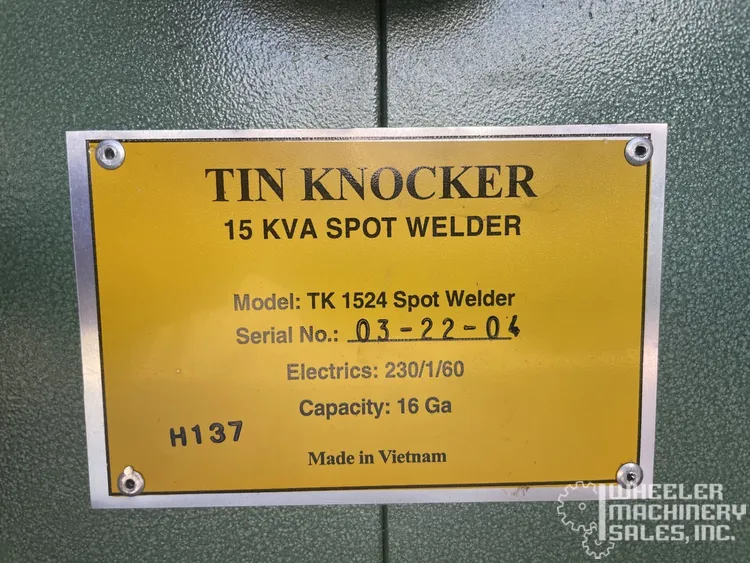 TIN KNOCKER
15 KVA SPOT WELDER
Model: TK 1524 Spot Welder
Serial No.: 03-22-04
Electrics: 230/1/60
Capacity: 16 Ga
H137
Made in Vietnam
WHEELER
MACHINERY
SALES, INC.